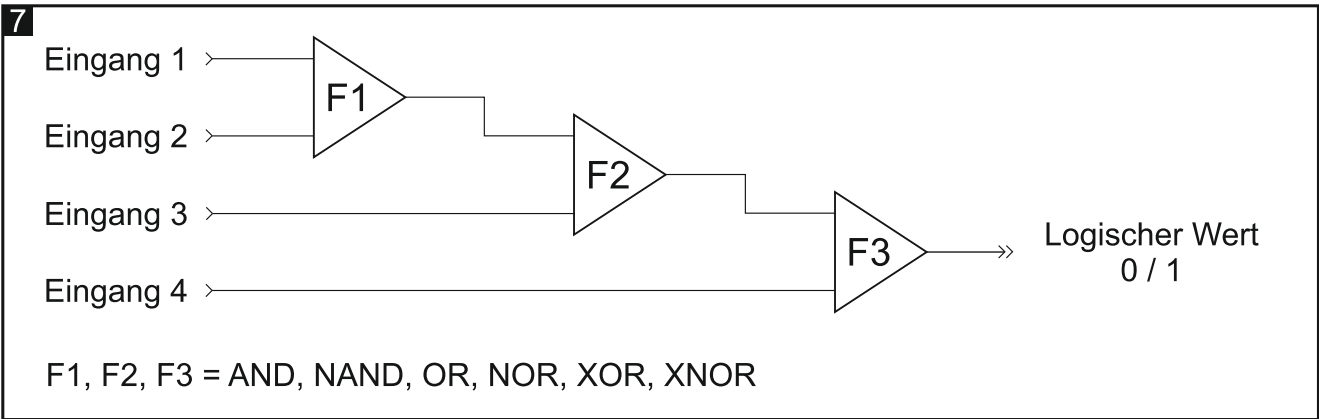 7
Eingang 1
F1
Eingang 2
F2
Eingang 3
F3
Logischer Wert
0 / 1
Eingang 4
F1, F2, F3 = AND, NAND, OR, NOR, XOR, XNOR